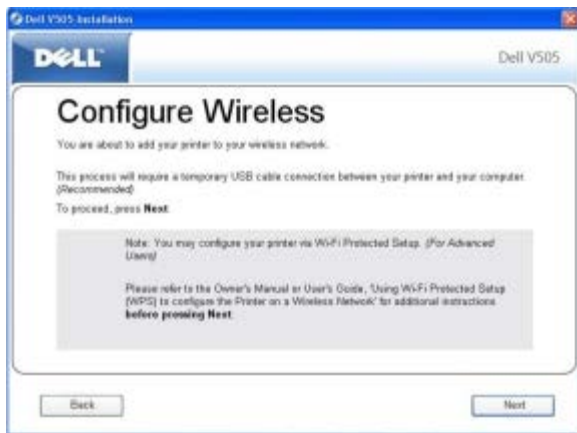 Dell V505 Installation
DELL™
Dell V505
Configure Wireless
You are about to add your printer to your wireless network.
This process will require a temporary USB cable connection between your printer and your computer.
(Recommended)
To proceed, press Next
Note: You may configure your printer via Wi-Fi Protected Setup. (For Advanced
Users)
Please refer to the Owner's Manual or User's Guide, 'Using Wi-Fi Protected Setup
(WPS) to configure the Printer on a Wireless Network' for additional instructions
before pressing Next
Back
Next